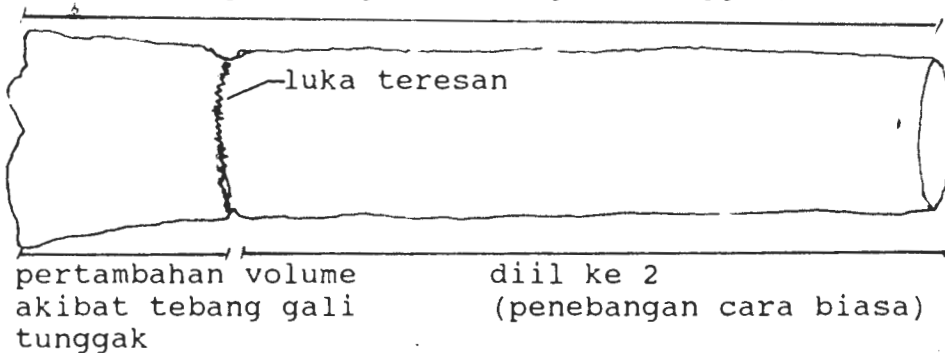 luka teresan
pertambahan volume
akibat tebang gali
tunggak
diil ke 2
(penebangan cara biasa)